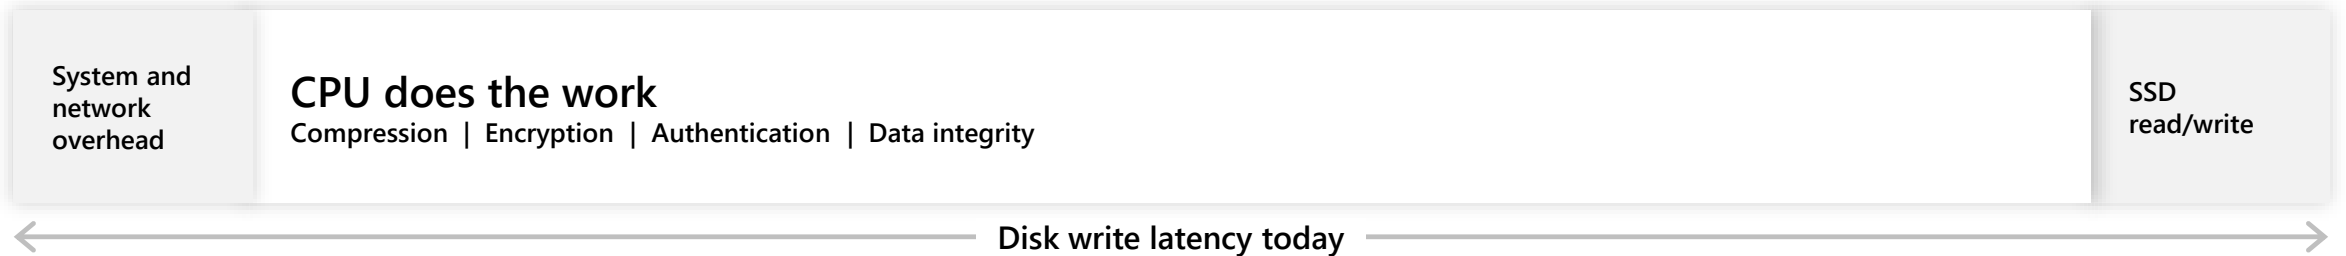 System and
network
overhead
CPU does the work
Compression | Encryption | Authentication | Data integrity
SSD
read/write
Disk write latency today